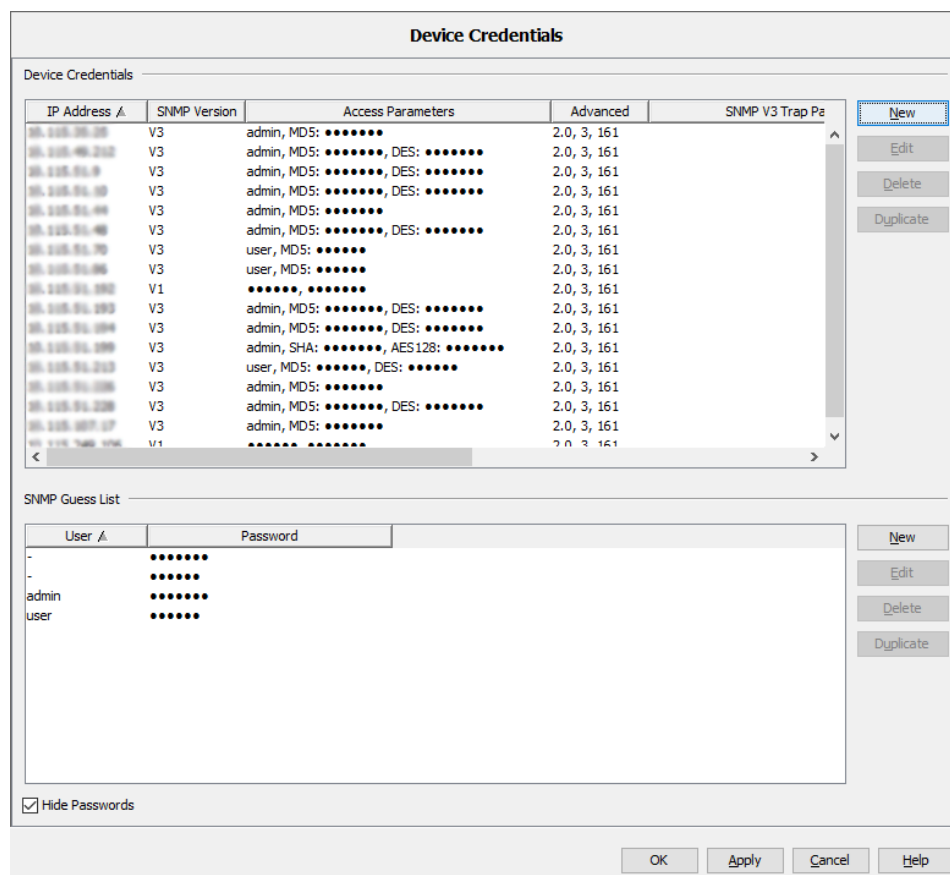 Device Credentials
Device Credentials
IP Address SNMP Version Access Parameters Advanced SNMP V3 Trap Pa
New
V3 admin, MD5: ●●●●●●● 2.0, 3, 161
V3 admin, MD5: ●●●●●●●, DES: ●●●●●●● 2.0, 3, 161
Edit
V3 admin, MD5: ●●●●●●●, DES: ●●●●●●● 2.0, 3, 161
V3 admin, MD5: ●●●●●●●, DES: ●●●●●●● 2.0, 3, 161
Delete
V3 admin, MD5: ●●●●●●● 2.0, 3, 161
Duplicate
V3 admin, MD5: ●●●●●●●, DES: ●●●●●●● 2.0, 3, 161
V3 user, MD5: ●●●●●● 2.0, 3, 161
V3 user, MD5: ●●●●●● 2.0, 3, 161
V1 ●●●●●●, ●●●●●●● 2.0, 3, 161
V3 admin, MD5: ●●●●●●●, DES: ●●●●●●● 2.0, 3, 161
V3 admin, MD5: ●●●●●●●, DES: ●●●●●●● 2.0, 3, 161
V3 admin, SHA: ●●●●●●●, AES128: ●●●●●●● 2.0, 3, 161
V3 user, MD5: ●●●●●●, DES: ●●●●●● 2.0, 3, 161
V3 admin, MD5: ●●●●●●● 2.0, 3, 161
V3 admin, MD5: ●●●●●●●, DES: ●●●●●●● 2.0, 3, 161
V3 admin, MD5: ●●●●●●● 2.0, 3, 161
V1 ●●●●●●, ●●●●●●● 2.0, 3, 161
SNMP Guess List
User Password
New
- ●●●●●●●
- ●●●●●●
Edit
admin ●●●●●●●
Delete
user ●●●●●●
Duplicate
Hide Passwords
OK Apply Cancel Help